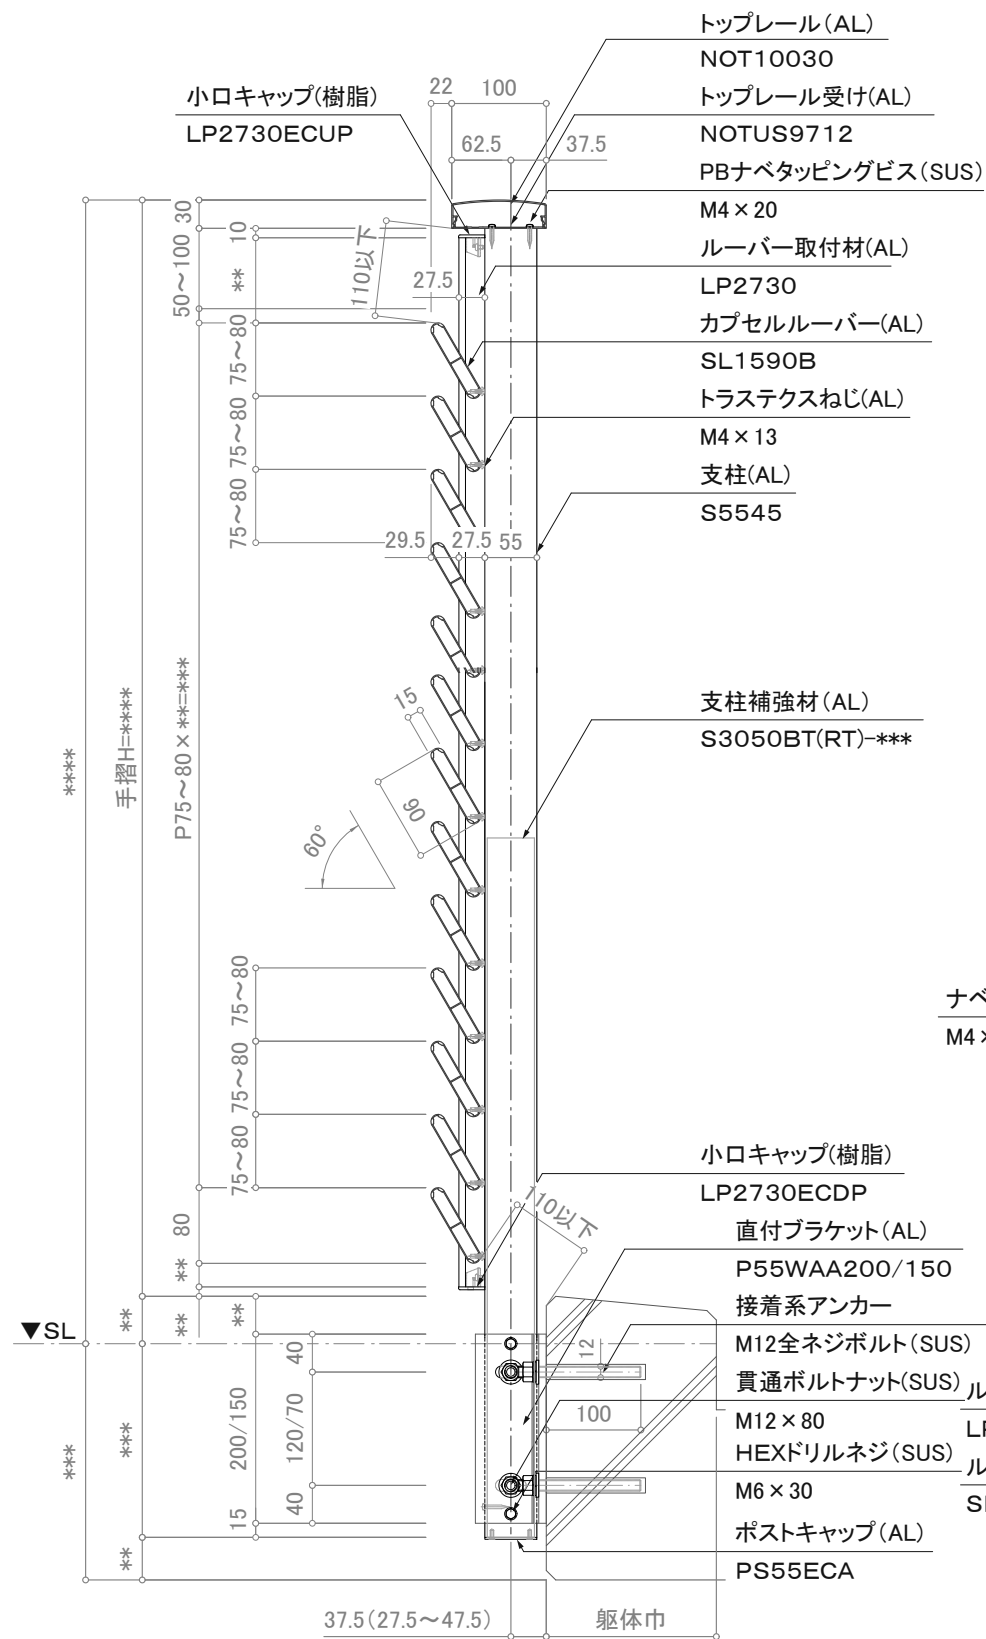 トップレール(AL)
NOT10030
小口キャップ(樹脂)
LP2730ECUP
22
100
トップレール受け(AL)
NOTUS9712
62.5
37.5
PBナベタッピングビス(SUS)
M4×20
30
10
50～100
**
110以下
27.5
ルーバー取付材(AL)
LP2730
カプセルルーバー(AL)
SL1590B
75～80
75～80
75～80
トラステクスねじ(AL)
M4×13
支柱(AL)
S5545
29.5
27.5
55
****
手摺H=****
P75～80×**=****
15
90
60°
支柱補強材(AL)
S3050BT(RT)-***
ナベ
M4×
75～80
75～80
75～80
小口キャップ(樹脂)
LP2730ECDP
110以下
直付ブラケット(AL)
P55WAA200/150
80
**
接着系アンカー
M12全ネジボルト(SUS)
▼SL
**
**
**
40
12
貫通ボルトナット(SUS)
M12×80
ル
LP
***
***
200/150
120/70
100
HEXドリルネジ(SUS)
M6×30
ル
15
40
ポストキャップ(AL)
PS55ECA
**
37.5(27.5～47.5)
躯体巾